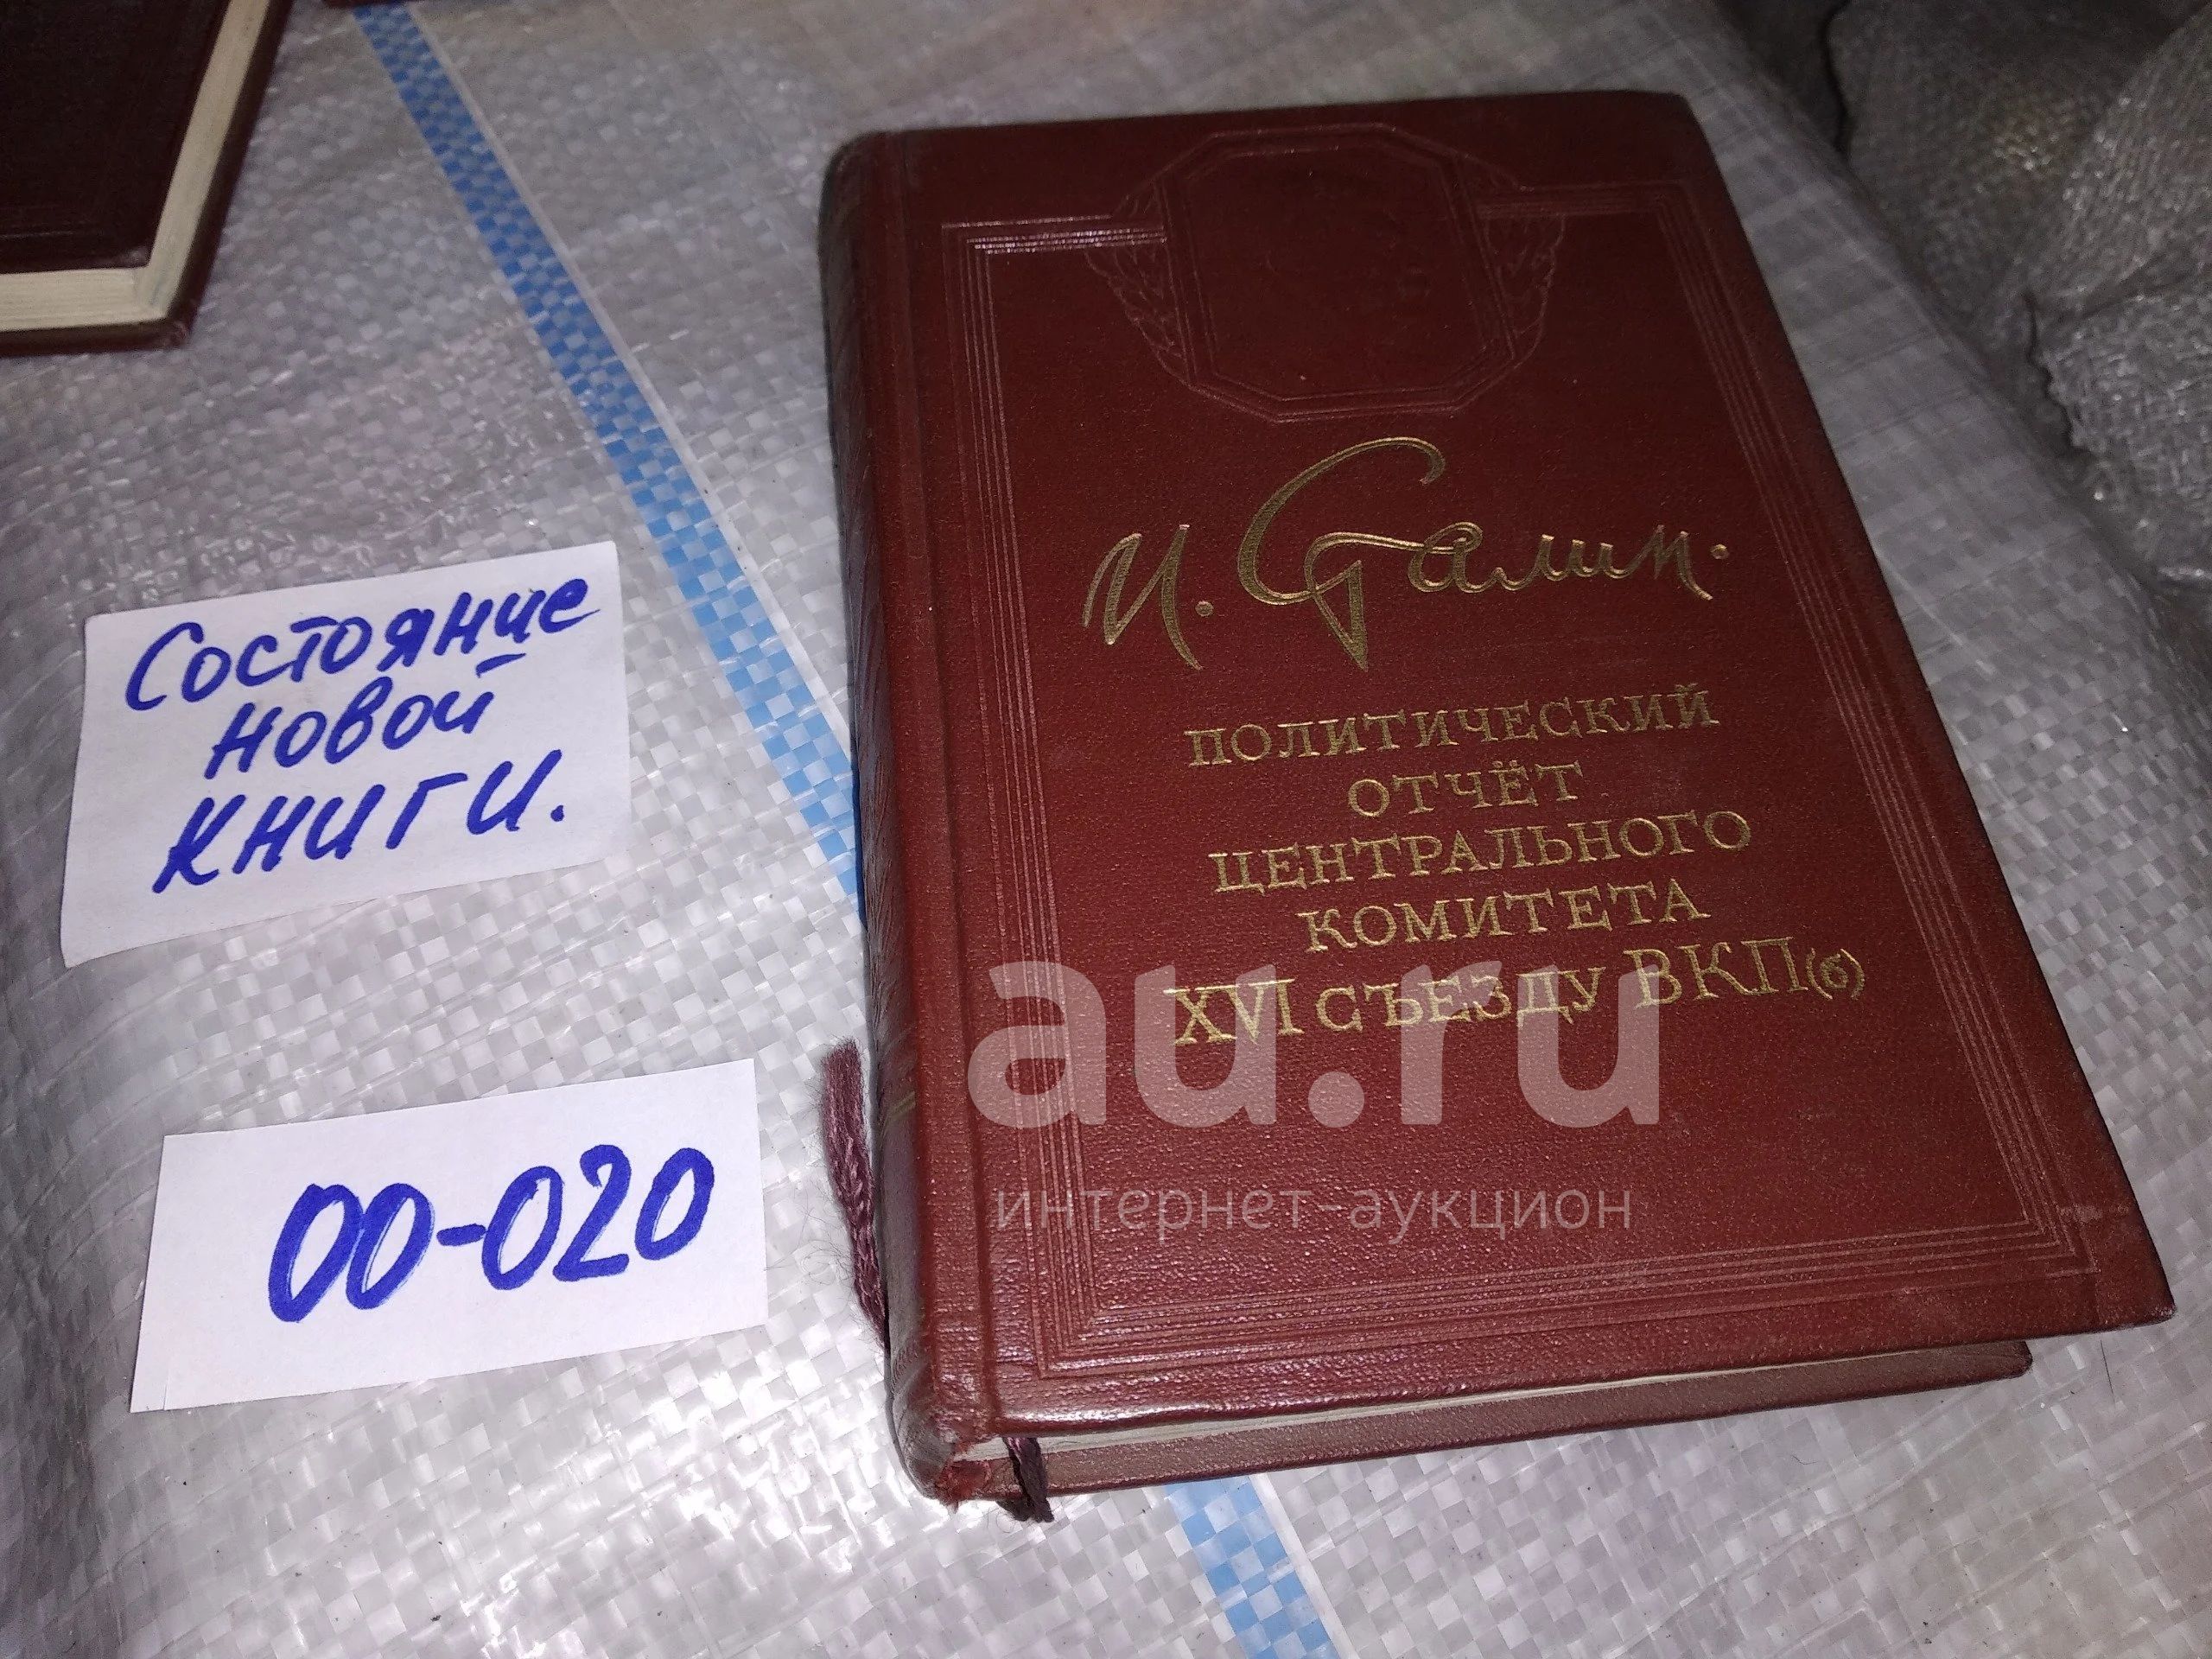 Состояние
новой
книги.
00-020
И. Сталин.
ПОЛИТИЧЕСКИЙ
ОТЧЁТ
ЦЕНТРАЛЬНОГО
КОМИТЕТА
XVI СЪЕЗДУ ВКП(б)
au.ru
интернет-аукцион